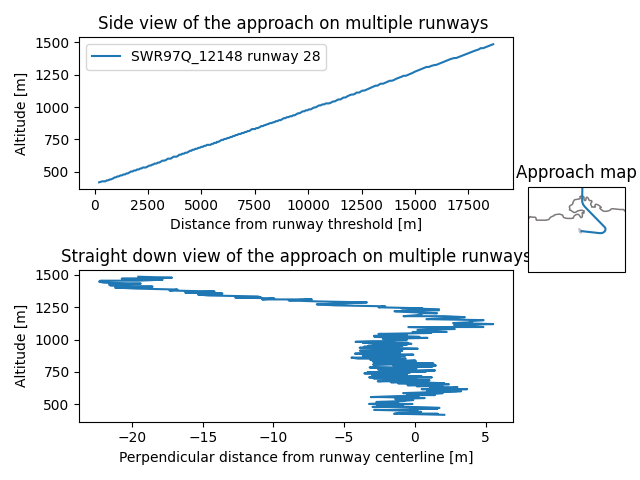 Side view of the approach on multiple runways
1500
1250
1000
750
500
Altitude [m]
SWR97Q_12148 runway 28
0 2500 5000 7500 10000 12500 15000 17500
Distance from runway threshold [m]
Approach map
Straight down view of the approach on multiple runways
1500
1250
1000
750
500
Altitude [m]
−20 −15 −10 −5 0 5
Perpendicular distance from runway centerline [m]